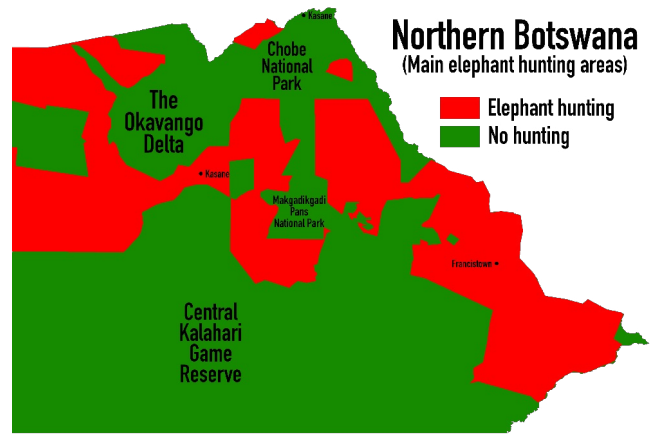 Northern Botswana
(Main elephant hunting areas)
Elephant hunting
No hunting
Kasane
Chobe
National
Park
The
Okavango
Delta
Kasane
Makgadikgadi
Pans
National Park
Francistown
Central
Kalahari
Game
Reserve